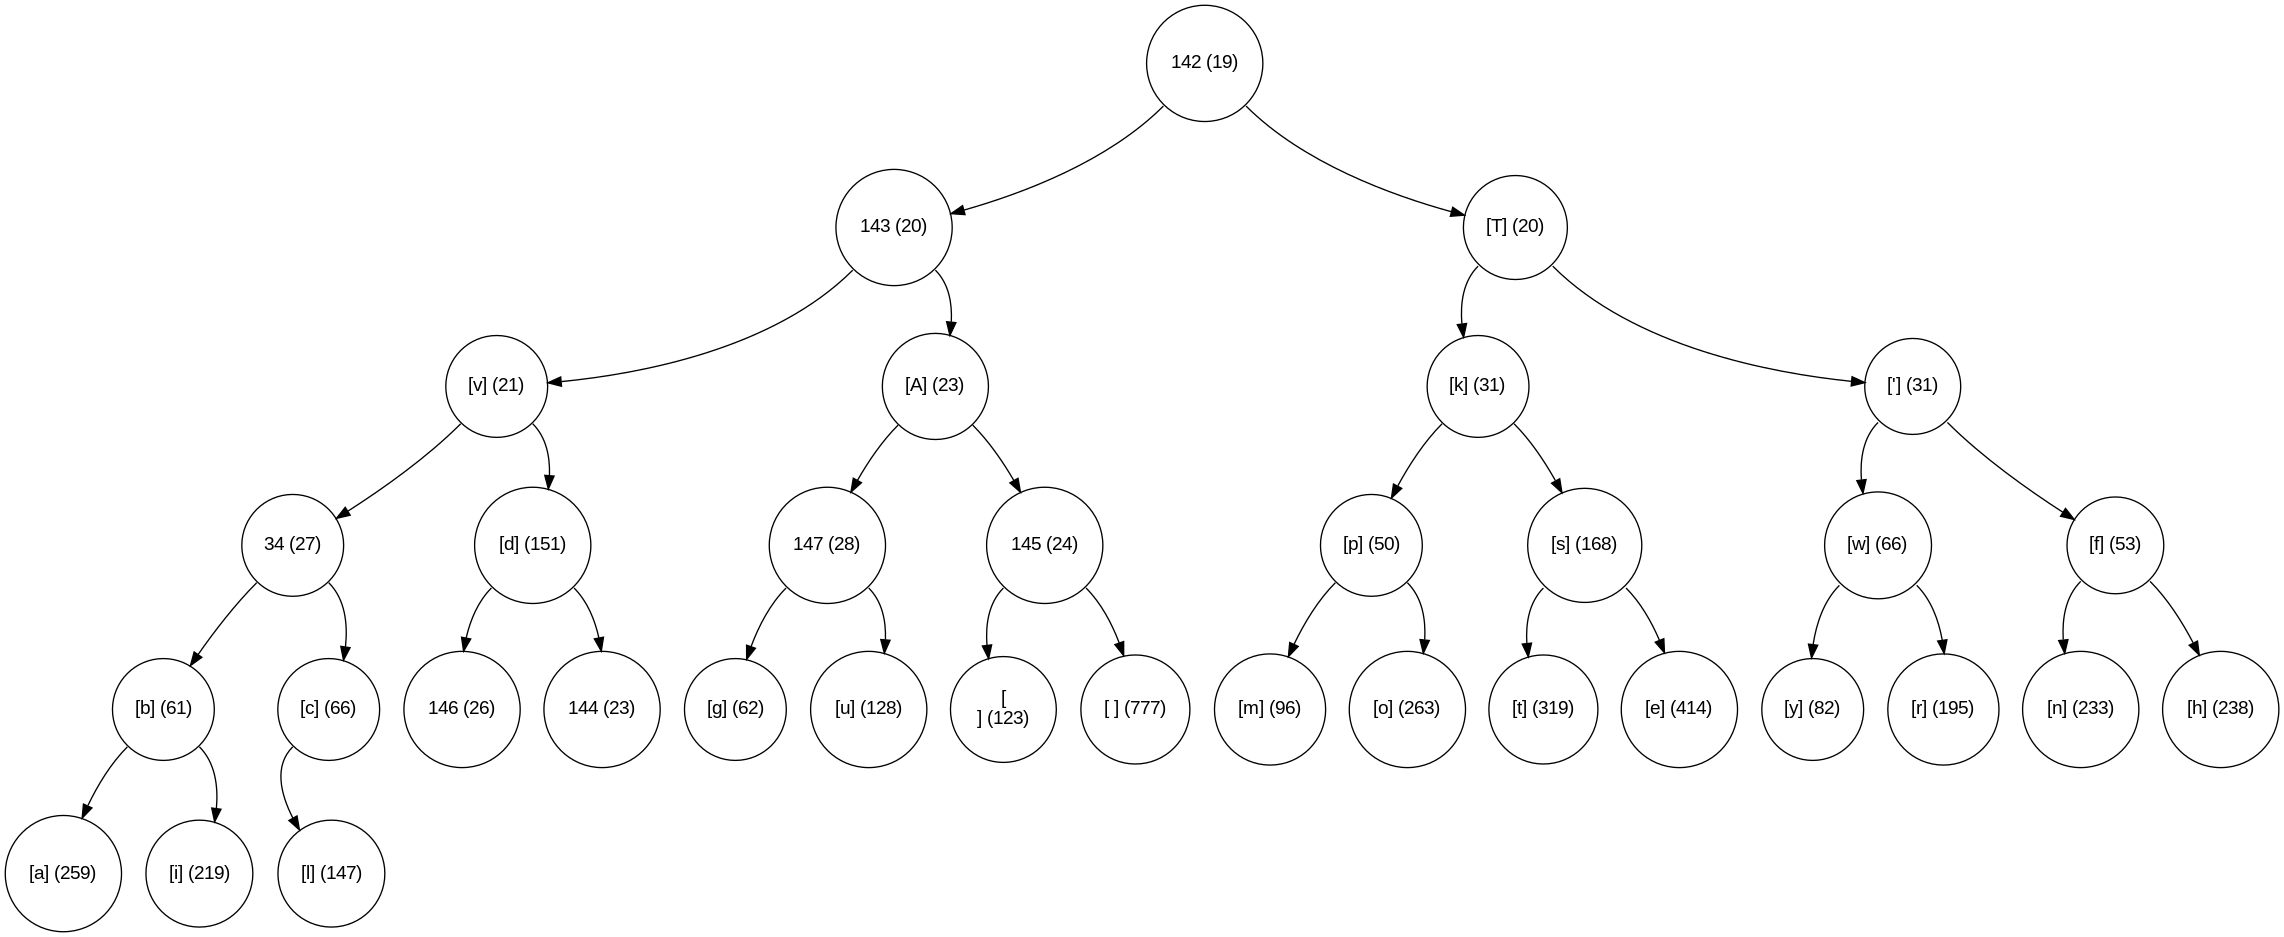 142 (19)
143 (20)
[T] (20)
[v] (21)
[A] (23)
[k] (31)
['] (31)
34 (27)
[d] (151)
147 (28)
145 (24)
[p] (50)
[s] (168)
[w] (66)
[f] (53)
[b] (61)
[c] (66)
146 (26)
144 (23)
[g] (62)
[u] (128)
[
] (123)
[ ] (777)
[m] (96)
[o] (263)
[t] (319)
[e] (414)
[y] (82)
[r] (195)
[n] (233)
[h] (238)
[a] (259)
[i] (219)
[l] (147)